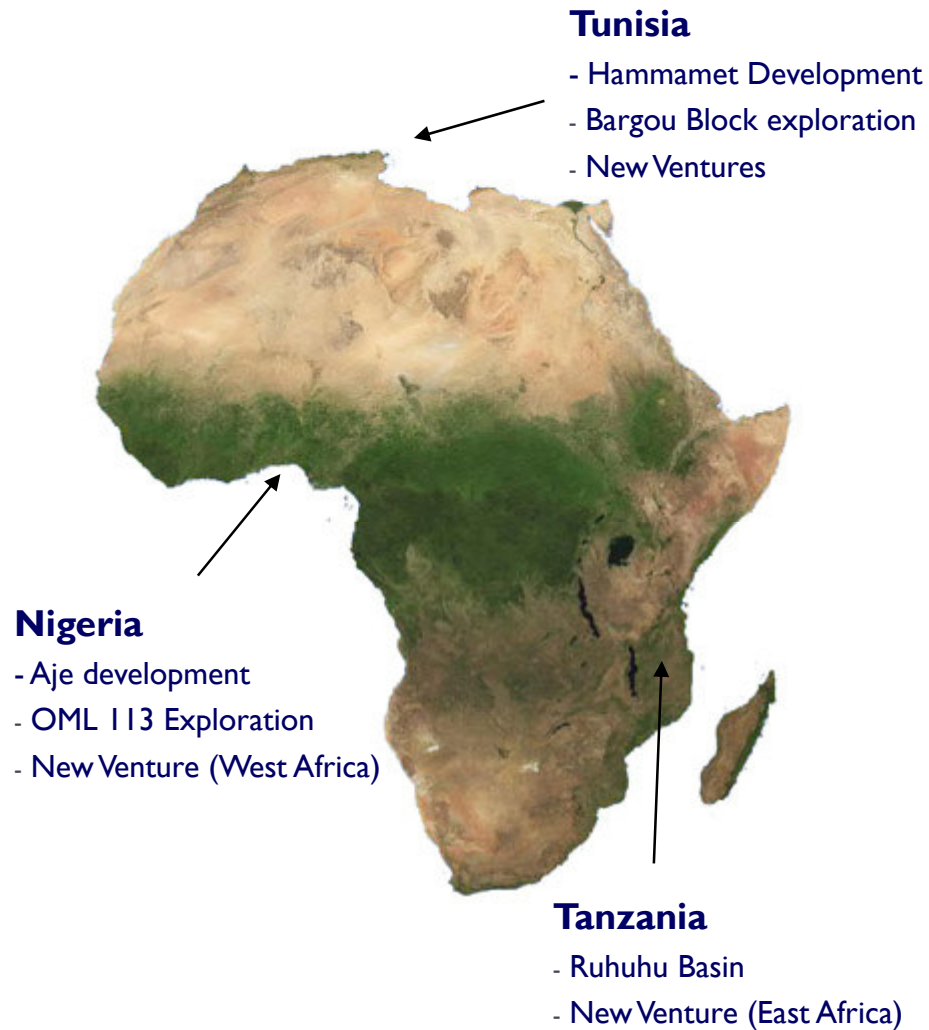 Tunisia
- Hammamet Development
- Bargou Block exploration
- New Ventures
Nigeria
- Aje development
- OML 113 Exploration
- New Venture (West Africa)
Tanzania
- Ruhuhu Basin
- New Venture (East Africa)